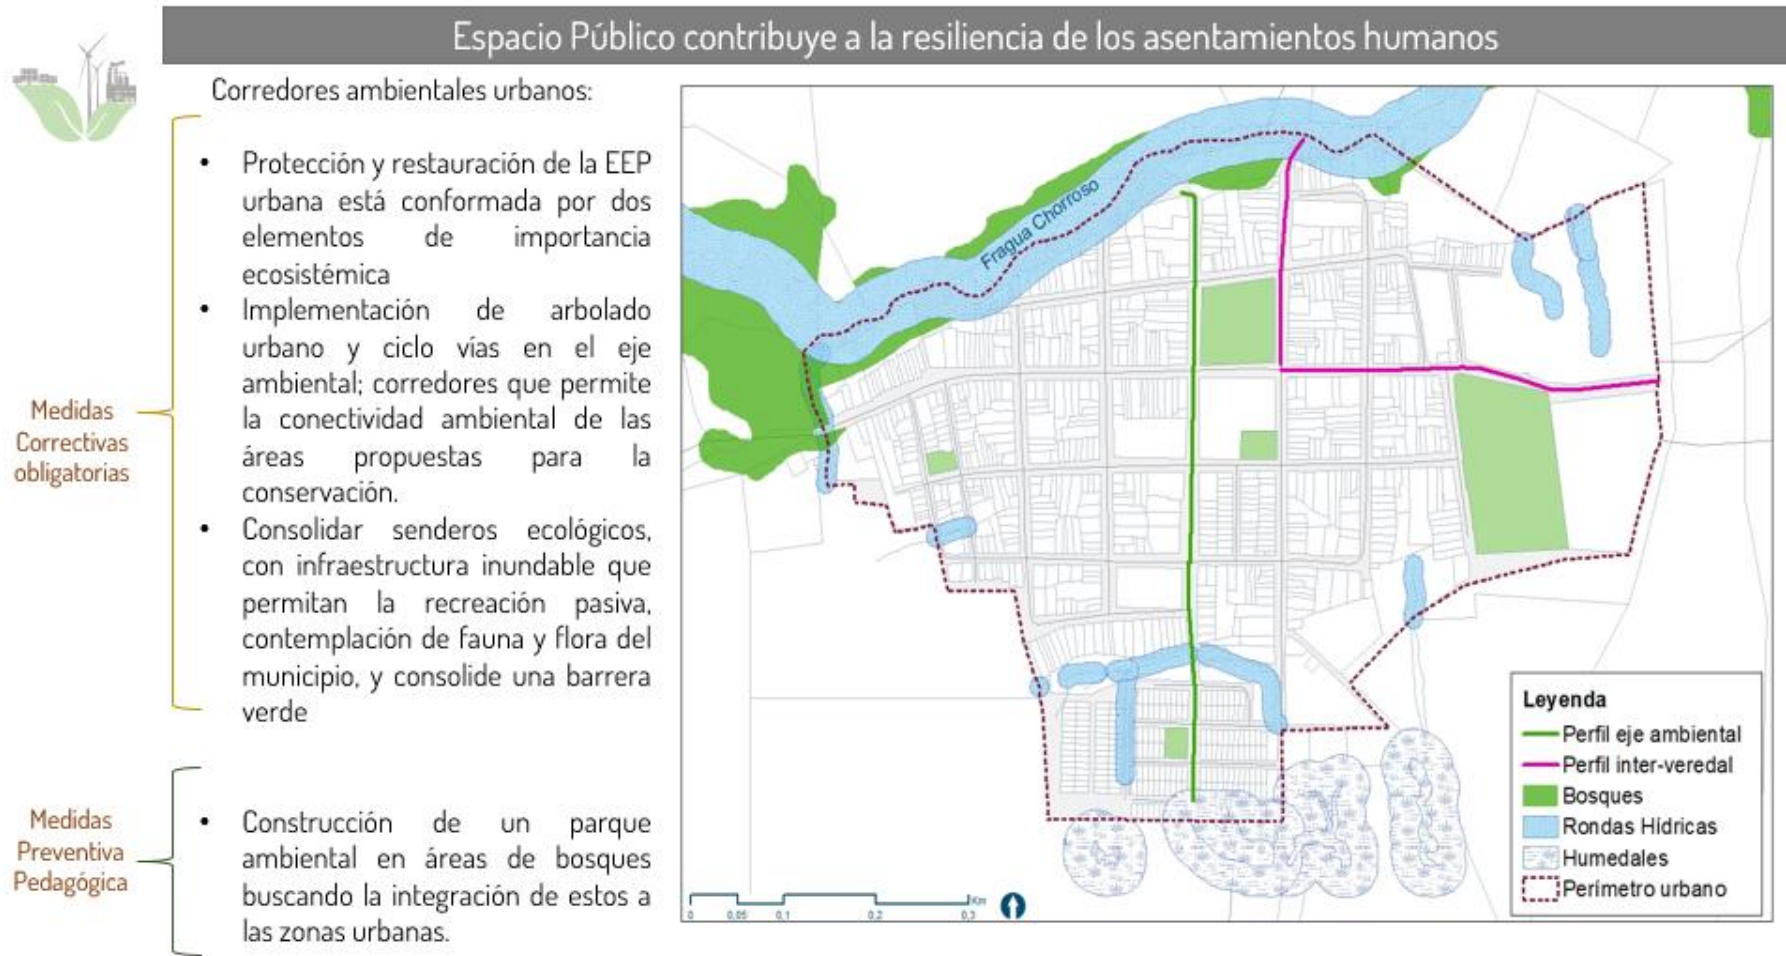 Espacio Público contribuye a la resiliencia de los asentamientos humanos
Corredores ambientales urbanos:
Medidas
Correctivas
obligatorias
• Protección y restauración de la EEP
urbana está conformada por dos
elementos de importancia
ecosistémica
• Implementación de arbolado
urbano y ciclo vías en el eje
ambiental; corredores que permite
la conectividad ambiental de las
áreas propuestas para la
conservación.
• Consolidar senderos ecológicos,
con infraestructura inundable que
permitan la recreación pasiva,
contemplación de fauna y flora del
municipio, y consolide una barrera
verde
Medidas
Preventiva
Pedagógica
• Construcción de un parque
ambiental en áreas de bosques
buscando la integración de estos a
las zonas urbanas.
Fragua Chorroso
Leyenda
Perfil eje ambiental
Perfil inter-veredal
Bosques
Rondas Hídricas
Humedales
Perímetro urbano
Km
0 0,05 0,1 0,2 0,3